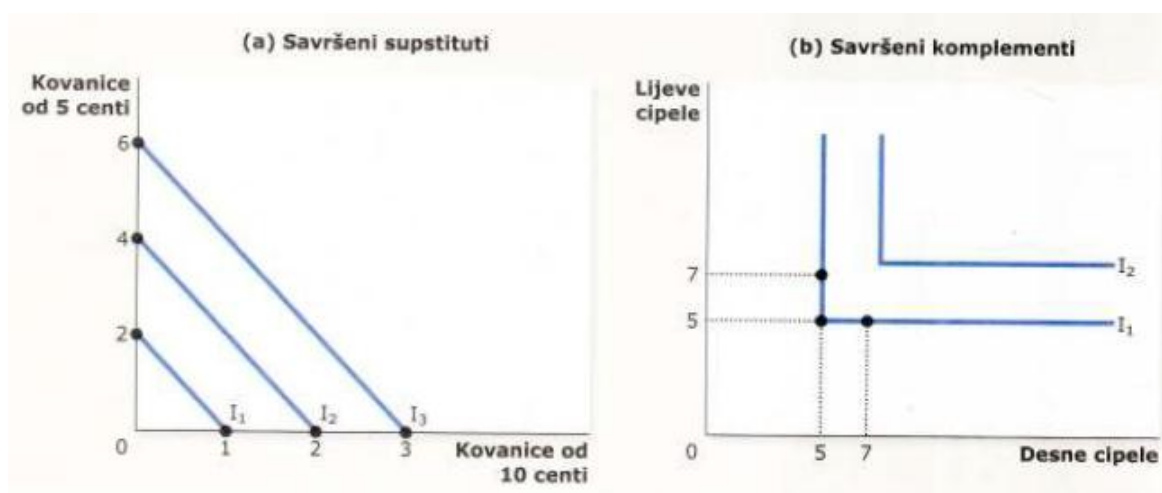 (a) Savršeni supstituti
Kovanice
od 5 centi
6
4
2
0
I₁
I₂
I₃
1
2
3
Kovanice od
10 centi
(b) Savršeni komplementi
Lijeve
cipele
7
5
I₂
I₁
0
5
7
Desne cipele